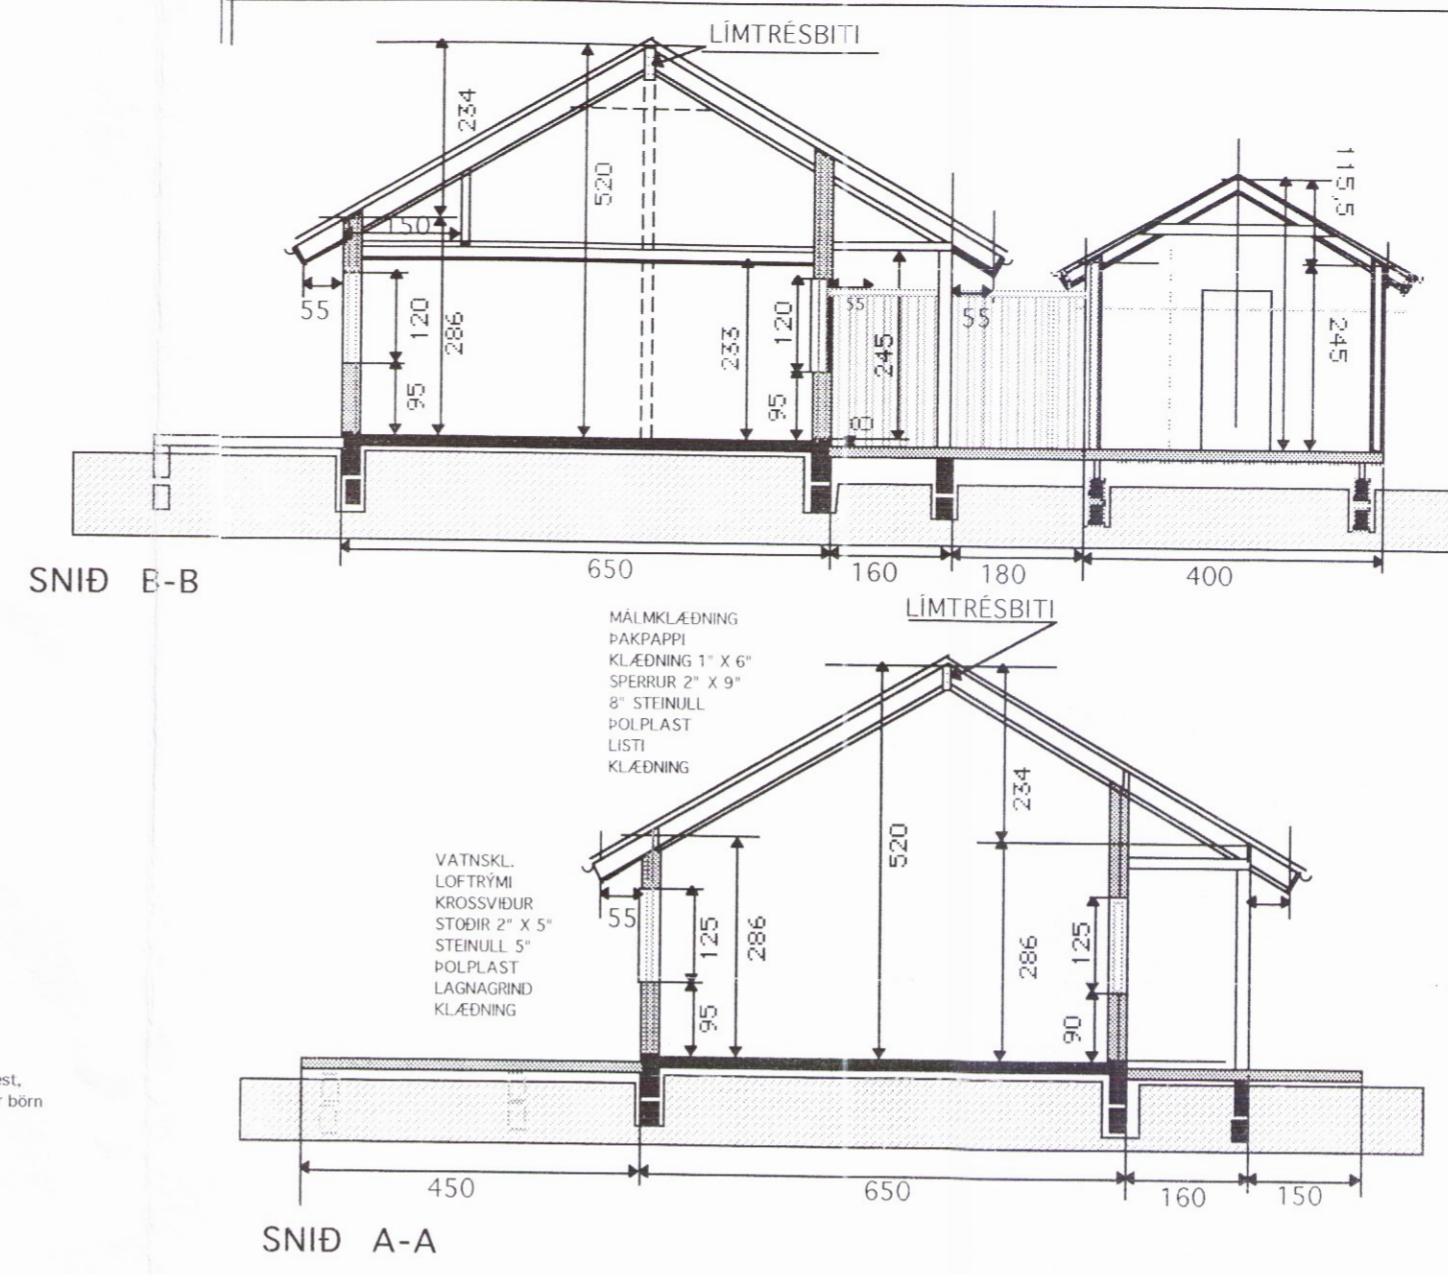 LÍMTRÉSBITI
234
520
115,5
150
55
120
286
95
233
120
95
55
245
8
55
245
650
160
180
400
SNIÐ B-B
MÁLMKLÆÐNING
ÞAKPAPPI
KLÆÐNING 1" X 6"
SPERRUR 2" X 9"
8" STEINULL
ÞOLPLAST
LISTI
KLÆÐNING
LÍMTRÉSBITI
VATNSKL.
LOFTRÝMI
KROSSVIÐUR
STOÐIR 2" X 5"
STEINULL 5"
ÞOLPLAST
LAGNAGRIND
KLÆÐNING
234
520
55
125
286
95
286
125
90
450
650
160
150
SNIÐ A-A
est,
r börn